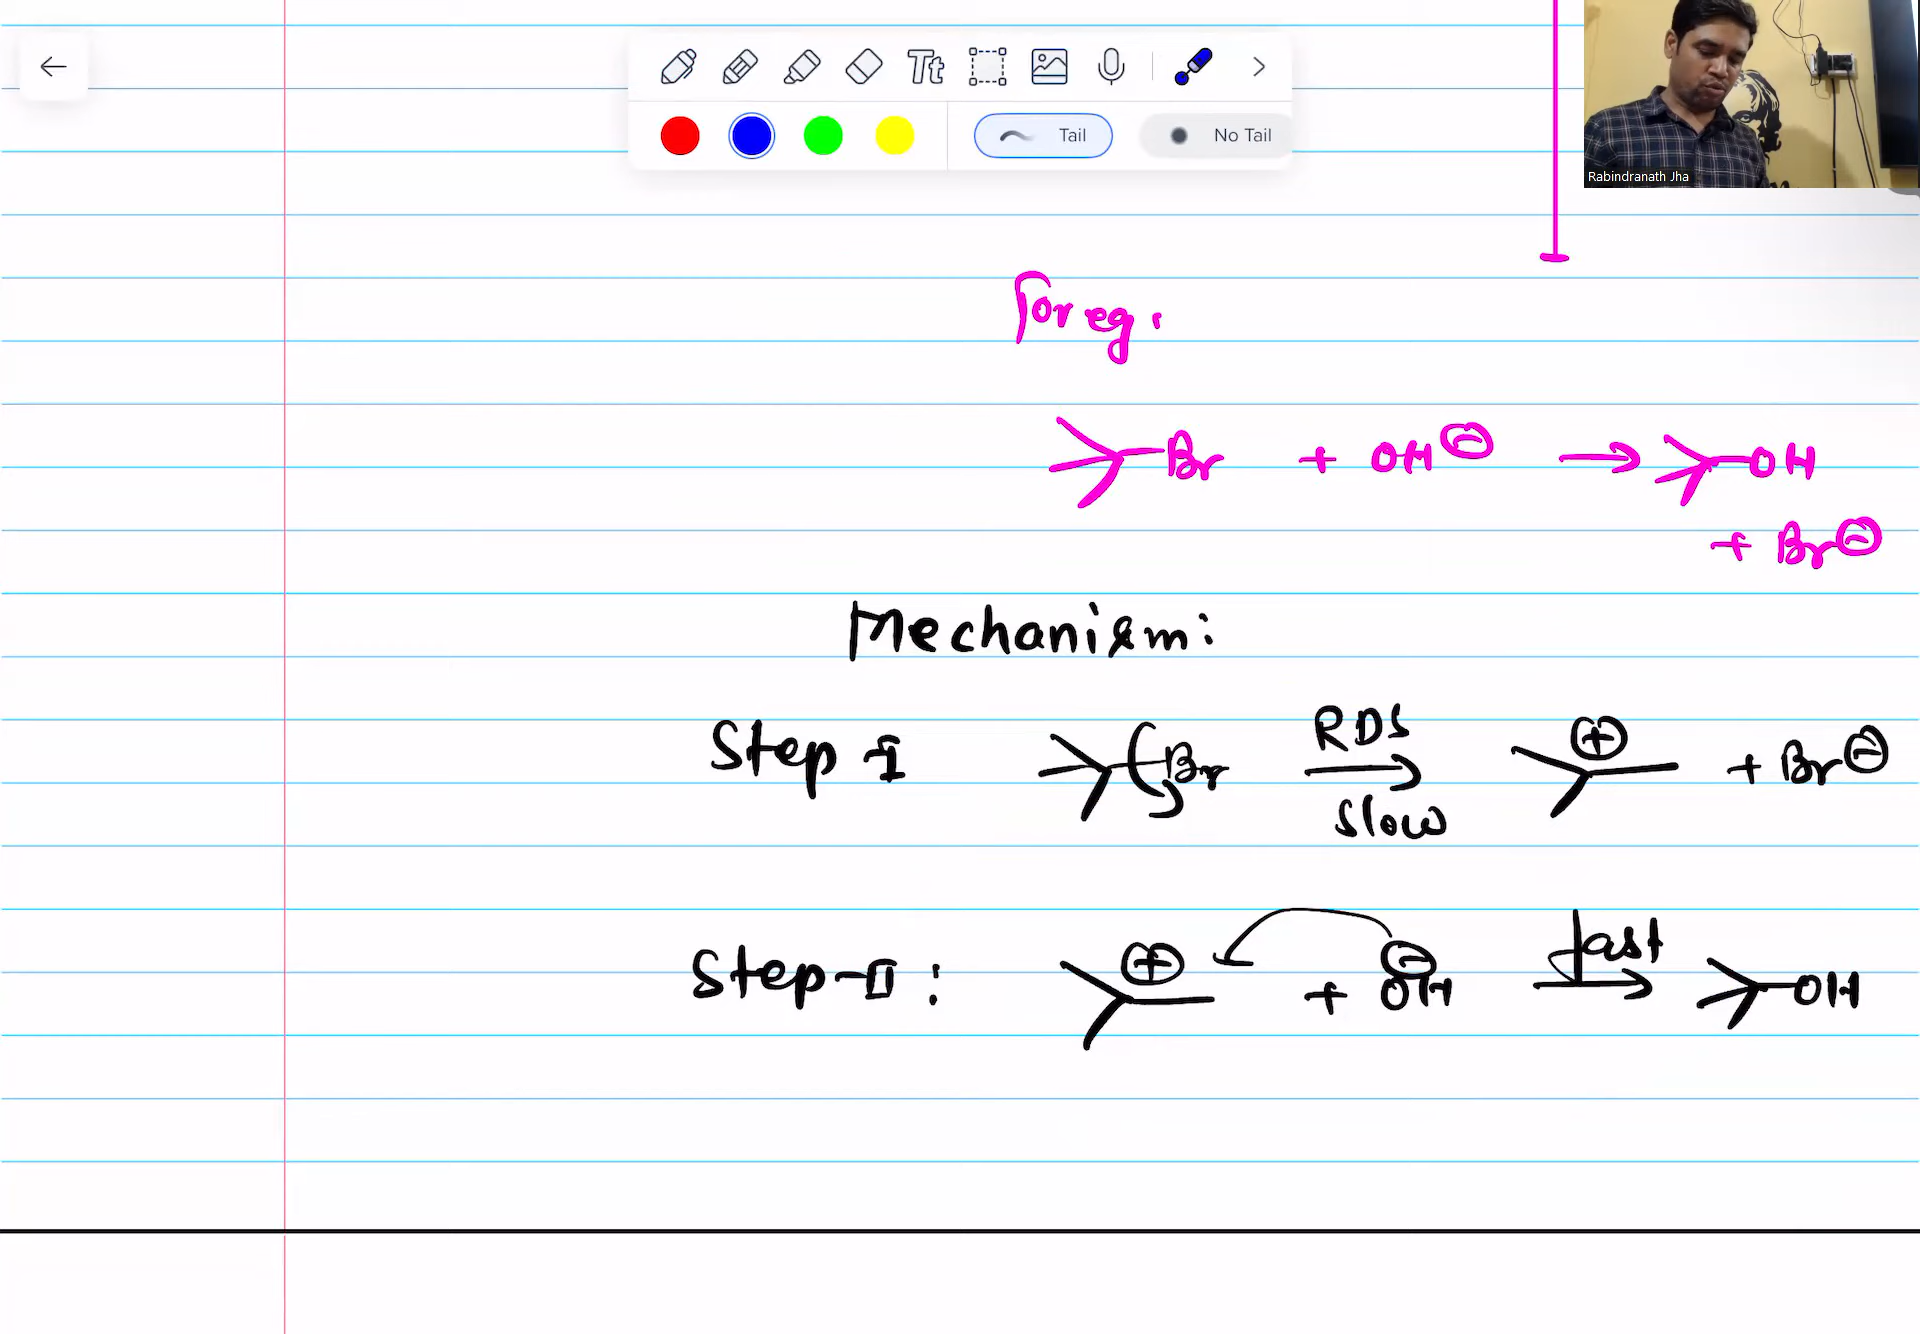 Tt
Tail
No Tail
Rabindranath Jha
For eg.
Br + OH⊖ → OH
+ Br⊖
Mechanism:
Step I Br RDS slow → ⊕ + Br⊖
Step-II: ⊕ + ⊖OH fast → OH